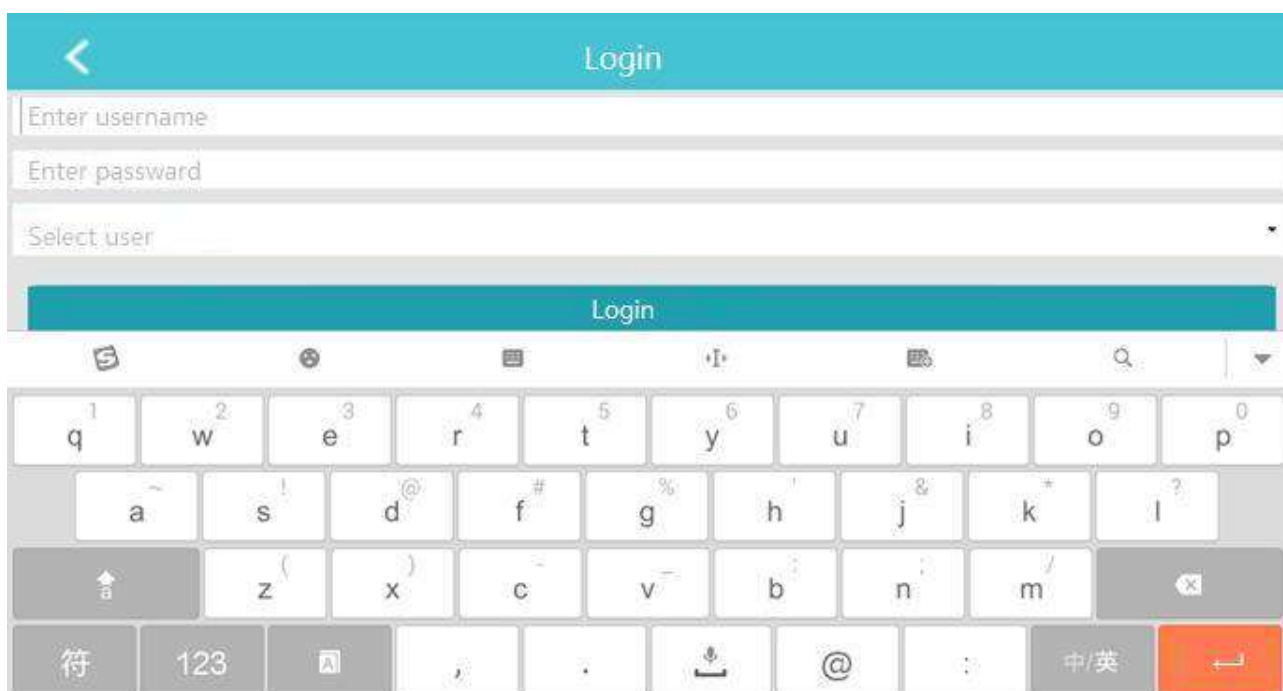 Login
Enter username
Enter passward
Select user
Login
1 2 3 4 5 6 7 8 9 0
q w e r t y u i o p
~ ! @ # % ' & * ?
a s d f g h j k l
( ) - _ : ; /
a z x c v b n m
符 123 A , . @ : 中/英